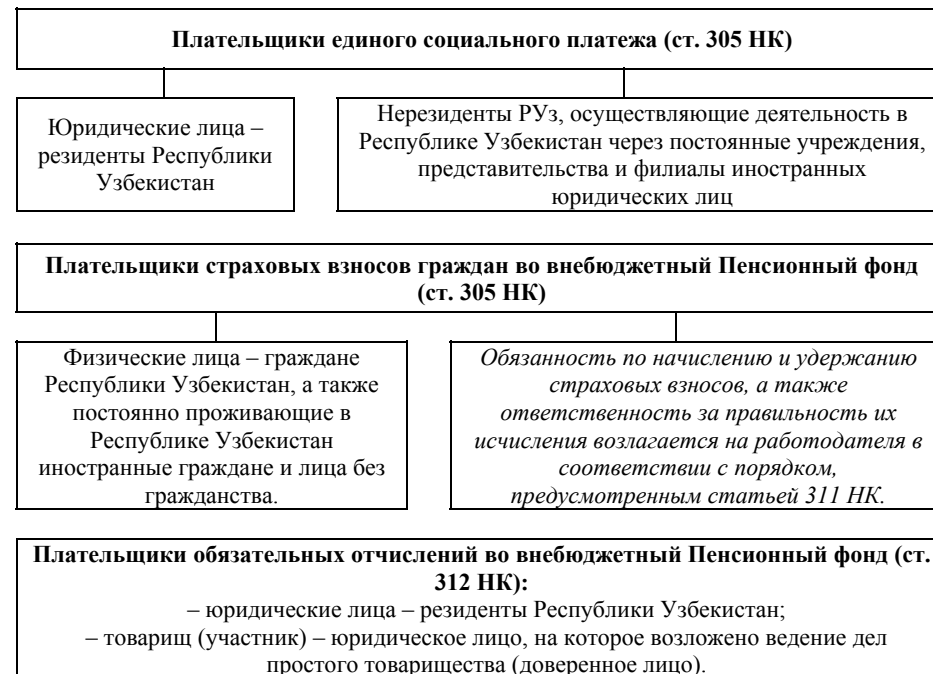 Плательщики единого социального платежа (ст. 305 НК)
Юридические лица –
резиденты Республики
Узбекистан
Нерезиденты РУз, осуществляющие деятельность в
Республике Узбекистан через постоянные учреждения,
представительства и филиалы иностранных
юридических лиц
Плательщики страховых взносов граждан во внебюджетный Пенсионный фонд
(ст. 305 НК)
Физические лица – граждане
Республики Узбекистан, а также
постоянно проживающие в
Республике Узбекистан
иностранные граждане и лица без
гражданства.
Обязанность по начислению и удержанию
страховых взносов, а также
ответственность за правильность их
исчисления возлагается на работодателя в
соответствии с порядком,
предусмотренным статьей 311 НК.
Плательщики обязательных отчислений во внебюджетный Пенсионный фонд (ст.
312 НК):
– юридические лица – резиденты Республики Узбекистан;
– товарищ (участник) – юридическое лицо, на которое возложено ведение дел
простого товарищества (доверенное лицо).